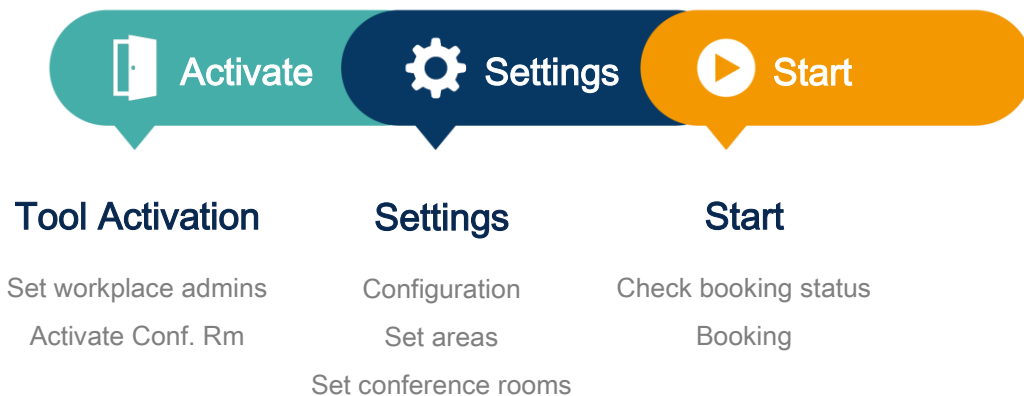 Activate
Settings
Start
Tool Activation
Settings
Start
Set workplace admins
Activate Conf. Rm
Configuration
Set areas
Set conference rooms
Check booking status
Booking